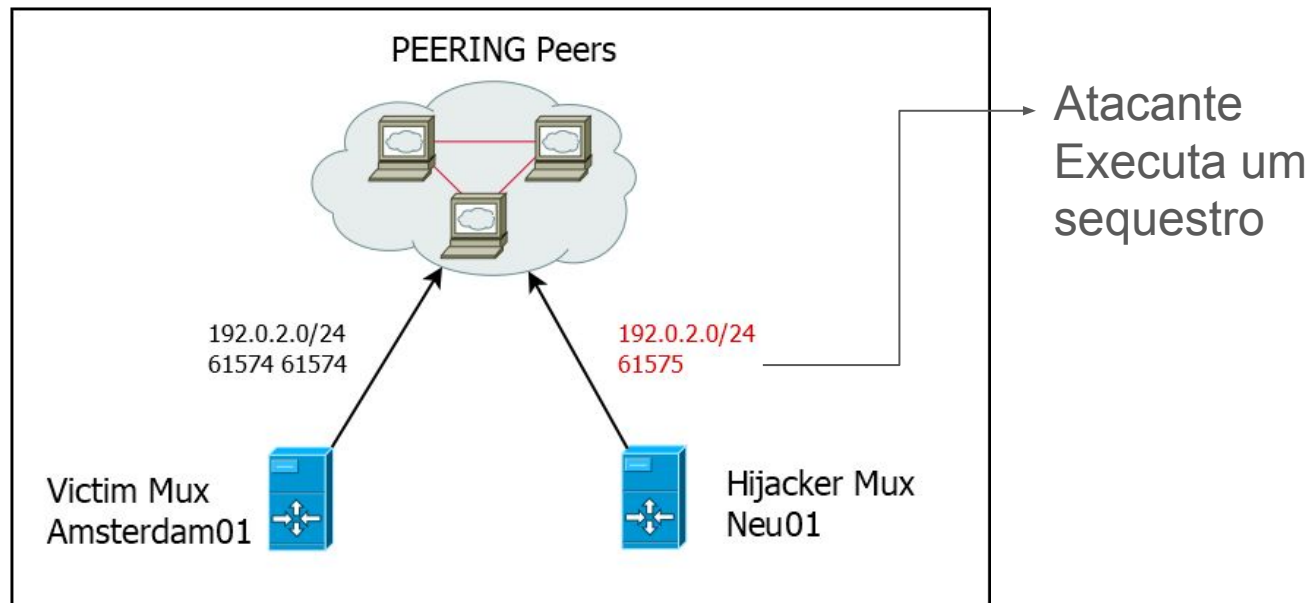 PEERING Peers
Atacante
Executa um
sequestro
192.0.2.0/24
61574 61574
192.0.2.0/24
61575
Victim Mux
Amsterdam01
Hijacker Mux
Neu01